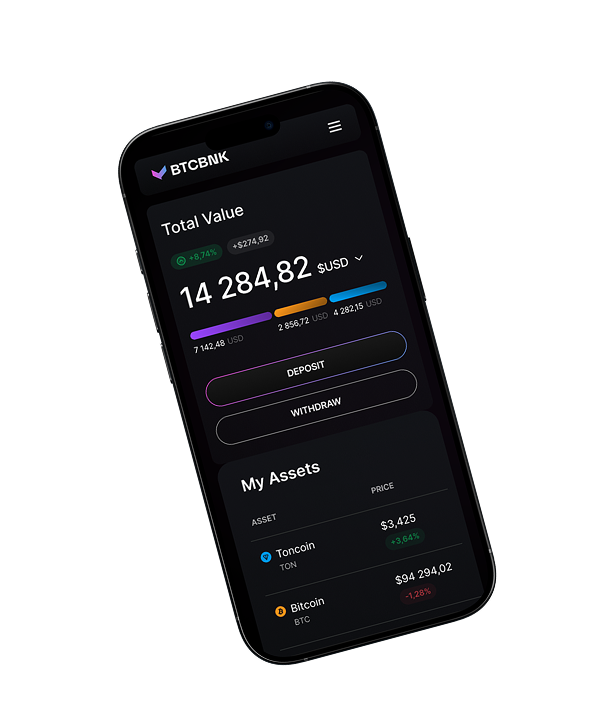 BTCBNK
Total Value
+8,74% +$274,92
14 284,82 $USD
7 142,48 USD 2 856,72 USD 4 282,15 USD
DEPOSIT
WITHDRAW
My Assets
ASSET PRICE
Toncoin $3,425
TON +3,64%
Bitcoin $94 294,02
BTC -1,28%